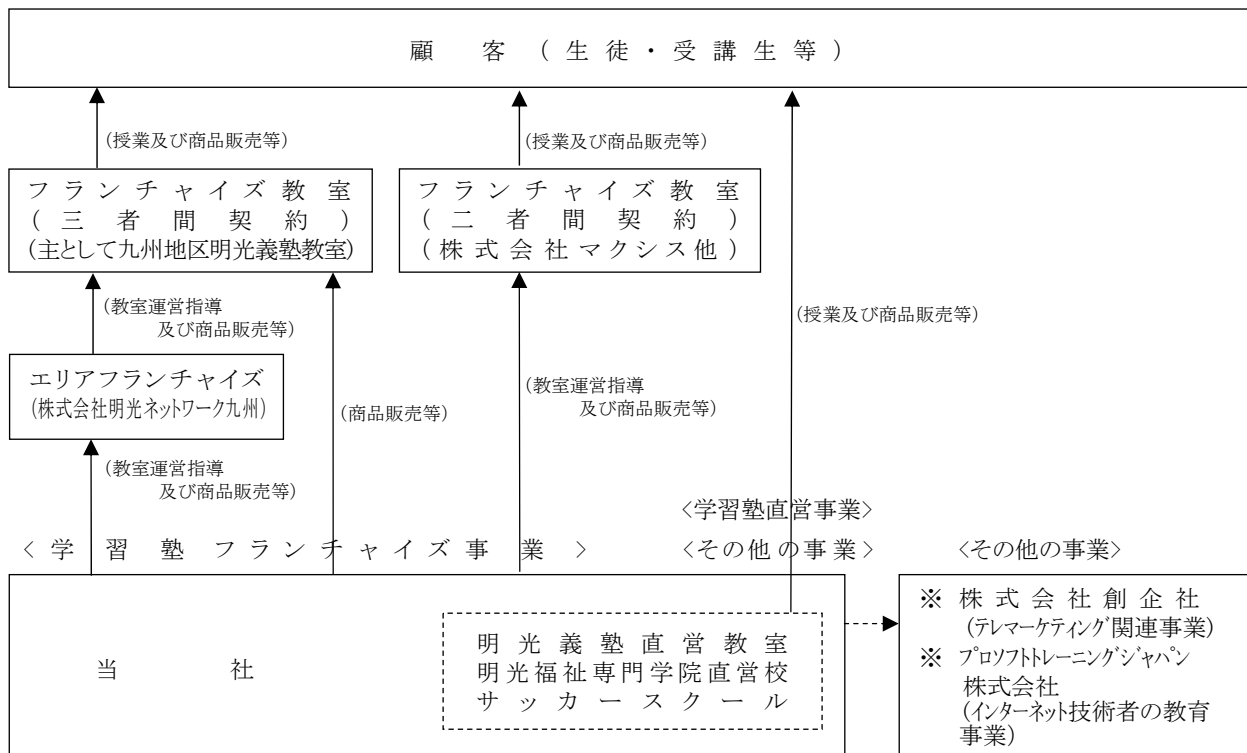 顧客(生徒・受講生等)
(授業及び商品販売等)
(授業及び商品販売等)
フランチャイズ教室
(三者間契約)
(主として九州地区明光義塾教室)
フランチャイズ教室
(二者間契約)
(株式会社マクシス他)
(教室運営指導
及び商品販売等)
(授業及び商品販売等)
エリアフランチャイズ
(株式会社明光ネットワーク九州)
(商品販売等)
(教室運営指導
及び商品販売等)
(教室運営指導
及び商品販売等)
<学習塾直営事業>
<学習塾フランチャイズ事業>
<その他の事業>
<その他の事業>
当社
明光義塾直営教室
明光福祉専門学院直営校
サッカースクール
※ 株式会社創企社
(テレマーケティング関連事業)
※ プロソフトトレーニングジャパン
株式会社
(インターネット技術者の教育
事業)